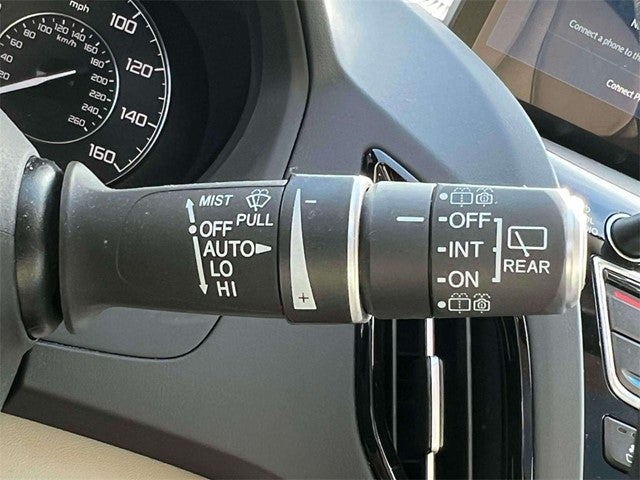 mph
100
120
140
160
20
40
60
80
100
120
140
160
180
200
220
240
260
km/h
MIST
PULL
OFF
AUTO
LO
HI
-
+
OFF
INT
ON
REAR
Connect a phone to th
Connect P